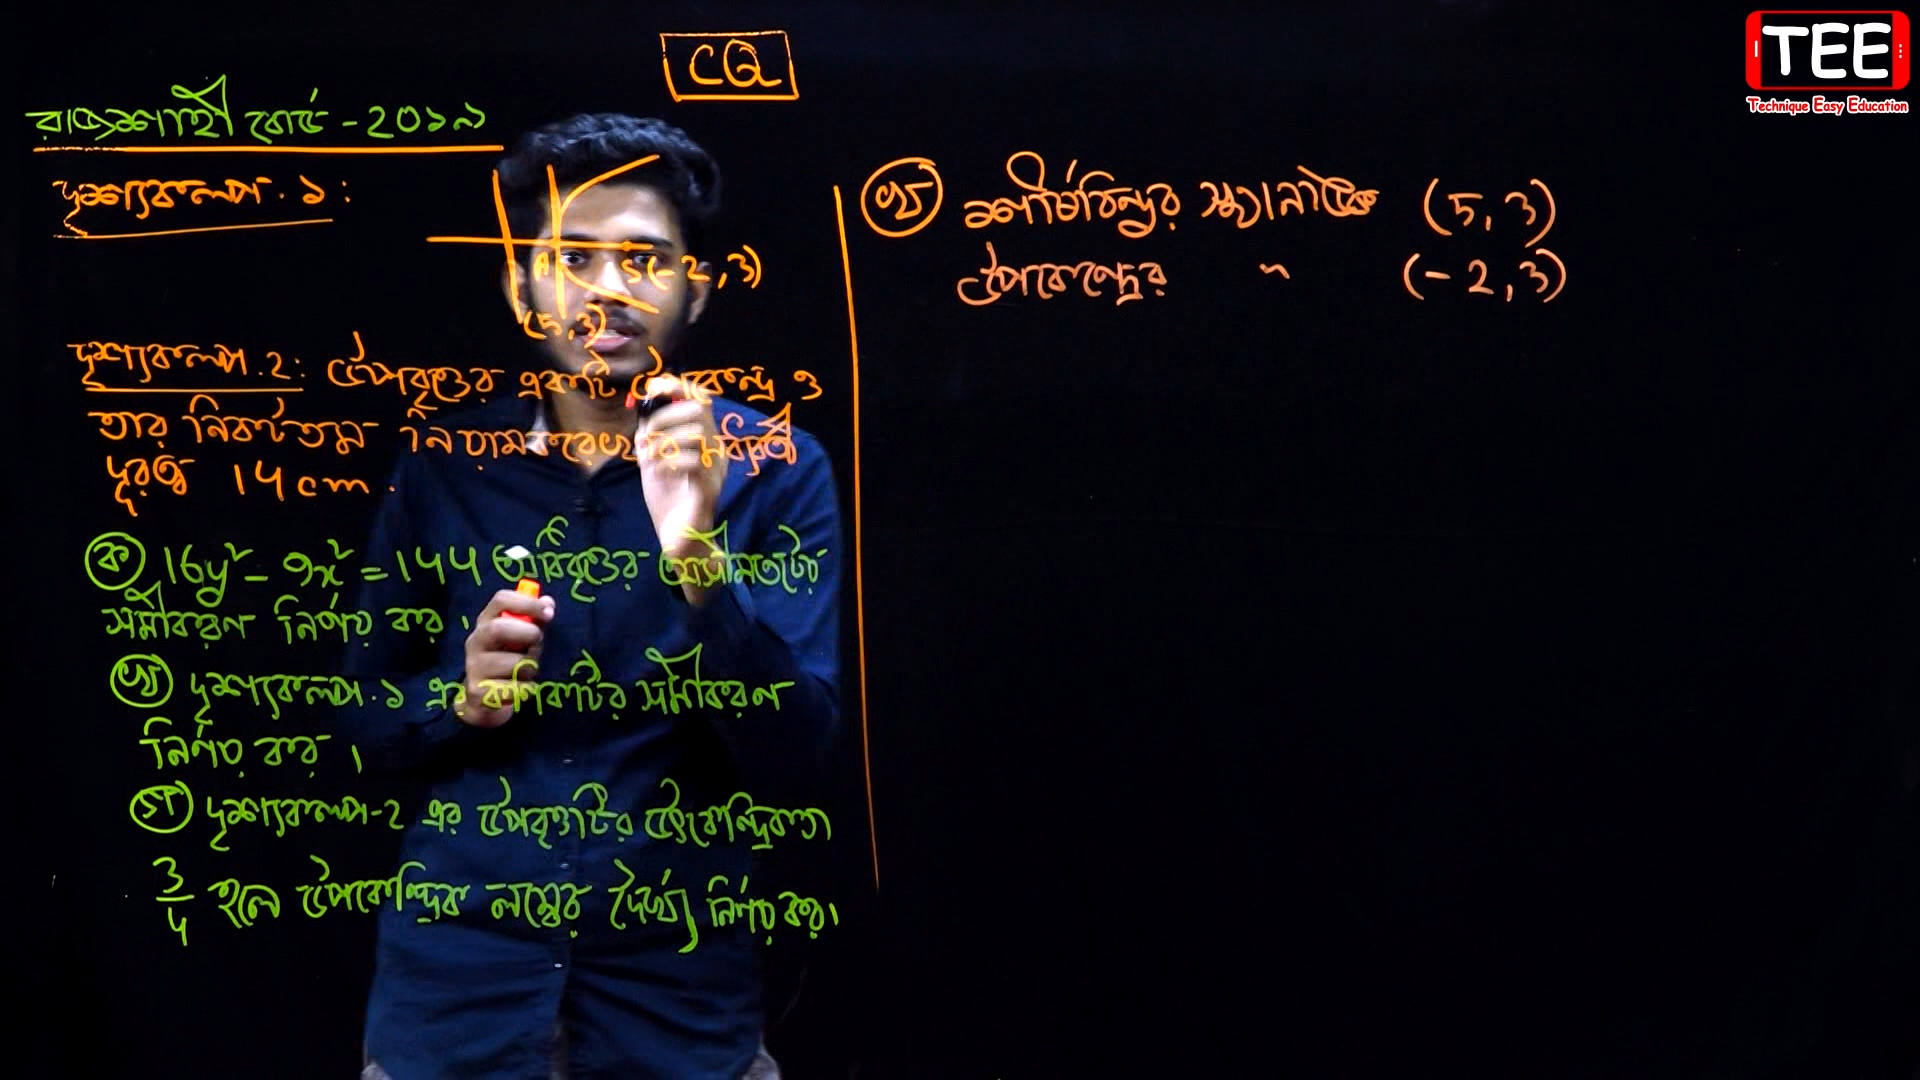 CQ
TEE
Technique Easy Education
রাজশাহী বোর্ড - 2০১৯
দৃশ্যকল্প. ১ :
A S(-2, 3)
(5, 3)
দৃশ্যকল্প. 2 : উপবৃত্তের একটি উপকেন্দ্র ও
তার নিকটতম নিয়ামকরেখার মধ্যবর্তী
দূরত্ব 14 cm .
ক 16y² - 9x² = 144 অধিবৃত্তের অসীমতটের
সমীকরণ নির্ণয় কর ।
খ দৃশ্যকল্প. ১ এর কণিকাটির সমীকরণ
নির্ণয় কর ।
গ দৃশ্যকল্প-2 এর উপবৃত্তটির উৎকেন্দ্রিকতা
3/4 হলে উপকেন্দ্রিক লম্বের দৈর্ঘ্য নির্ণয় কর।
খ শীর্ষবিন্দুর স্থানাঙ্ক (5, 3)
উপকেন্দ্রের " (-2, 3)